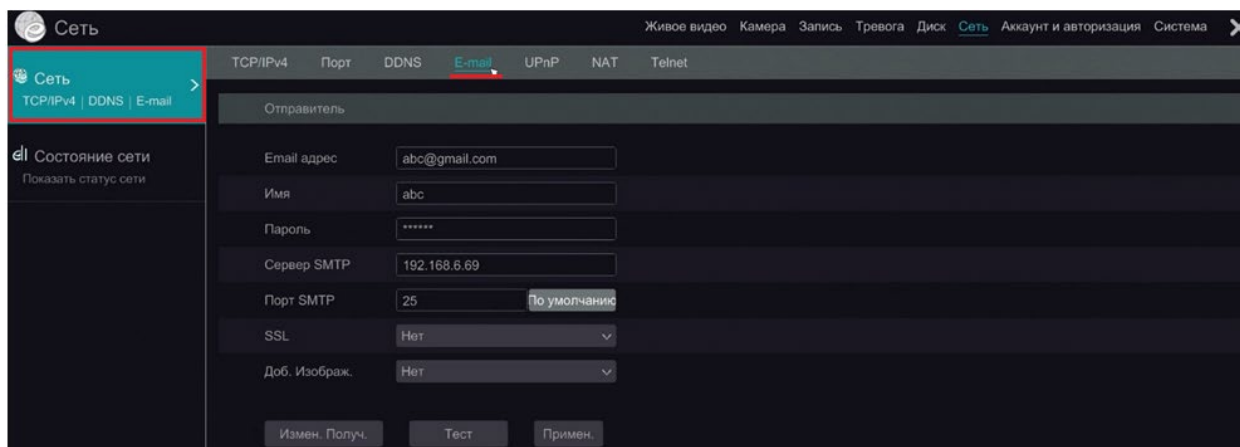 Сеть
Живое видео Камера Запись Тревога Диск Сеть Аккаунт и авторизация Система
Сеть
TCP/IPv4 | DDNS | E-mail
TCP/IPv4 Порт DDNS E-mail UPnP NAT Telnet
Отправитель
Состояние сети
Показать статус сети
Email адрес abc@gmail.com
Имя abc
Пароль ******
Сервер SMTP 192.168.6.69
Порт SMTP 25 По умолчанию
SSL Нет
Доб. Изображ. Нет
Измен. Получ. Тест Примен.